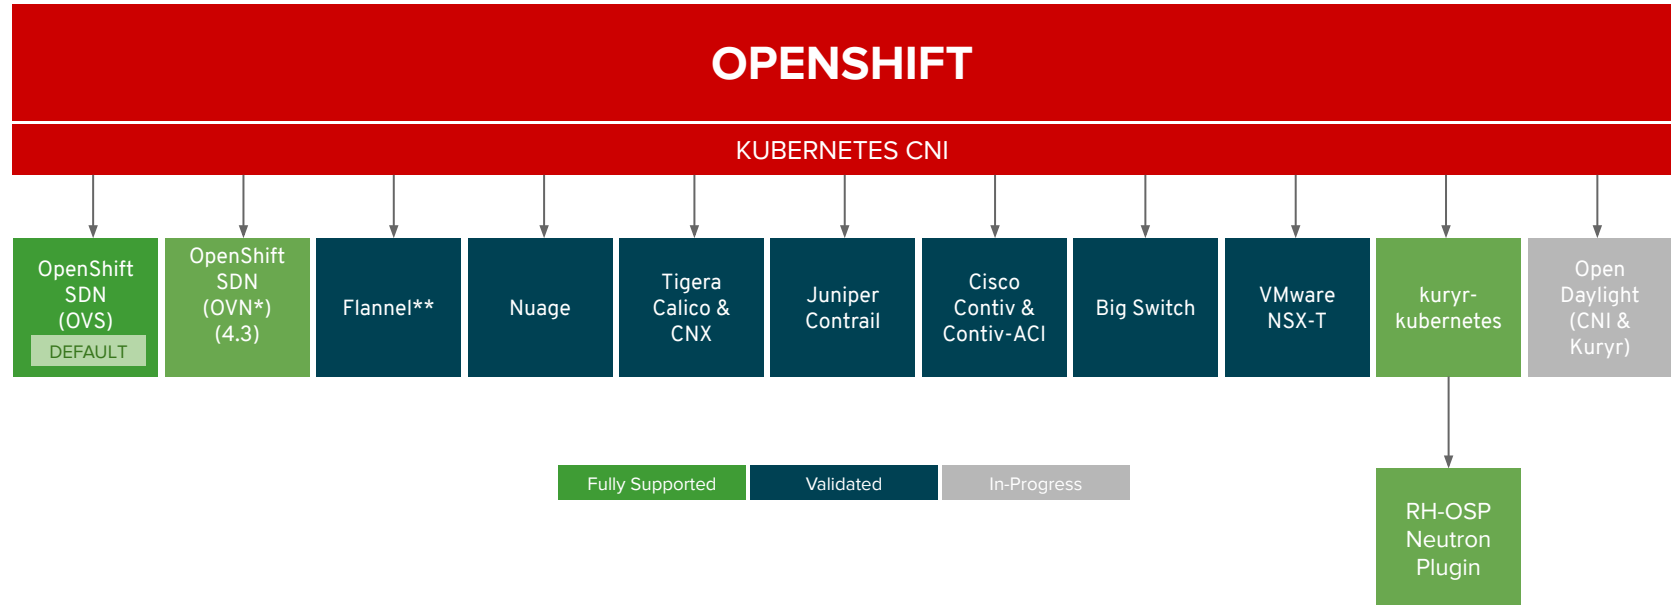 OPENSHIFT
KUBERNETES CNI
OpenShift
SDN
(OVS)
DEFAULT
OpenShift
SDN
(OVN*)
(4.3)
Flannel**
Nuage
Tigera
Calico &
CNX
Juniper
Contrail
Cisco
Contiv &
Contiv-ACI
Big Switch
VMware
NSX-T
kuryr-
kubernetes
Open
Daylight
(CNI &
Kuryr)
Fully Supported
Validated
In-Progress
RH-OSP
Neutron
Plugin